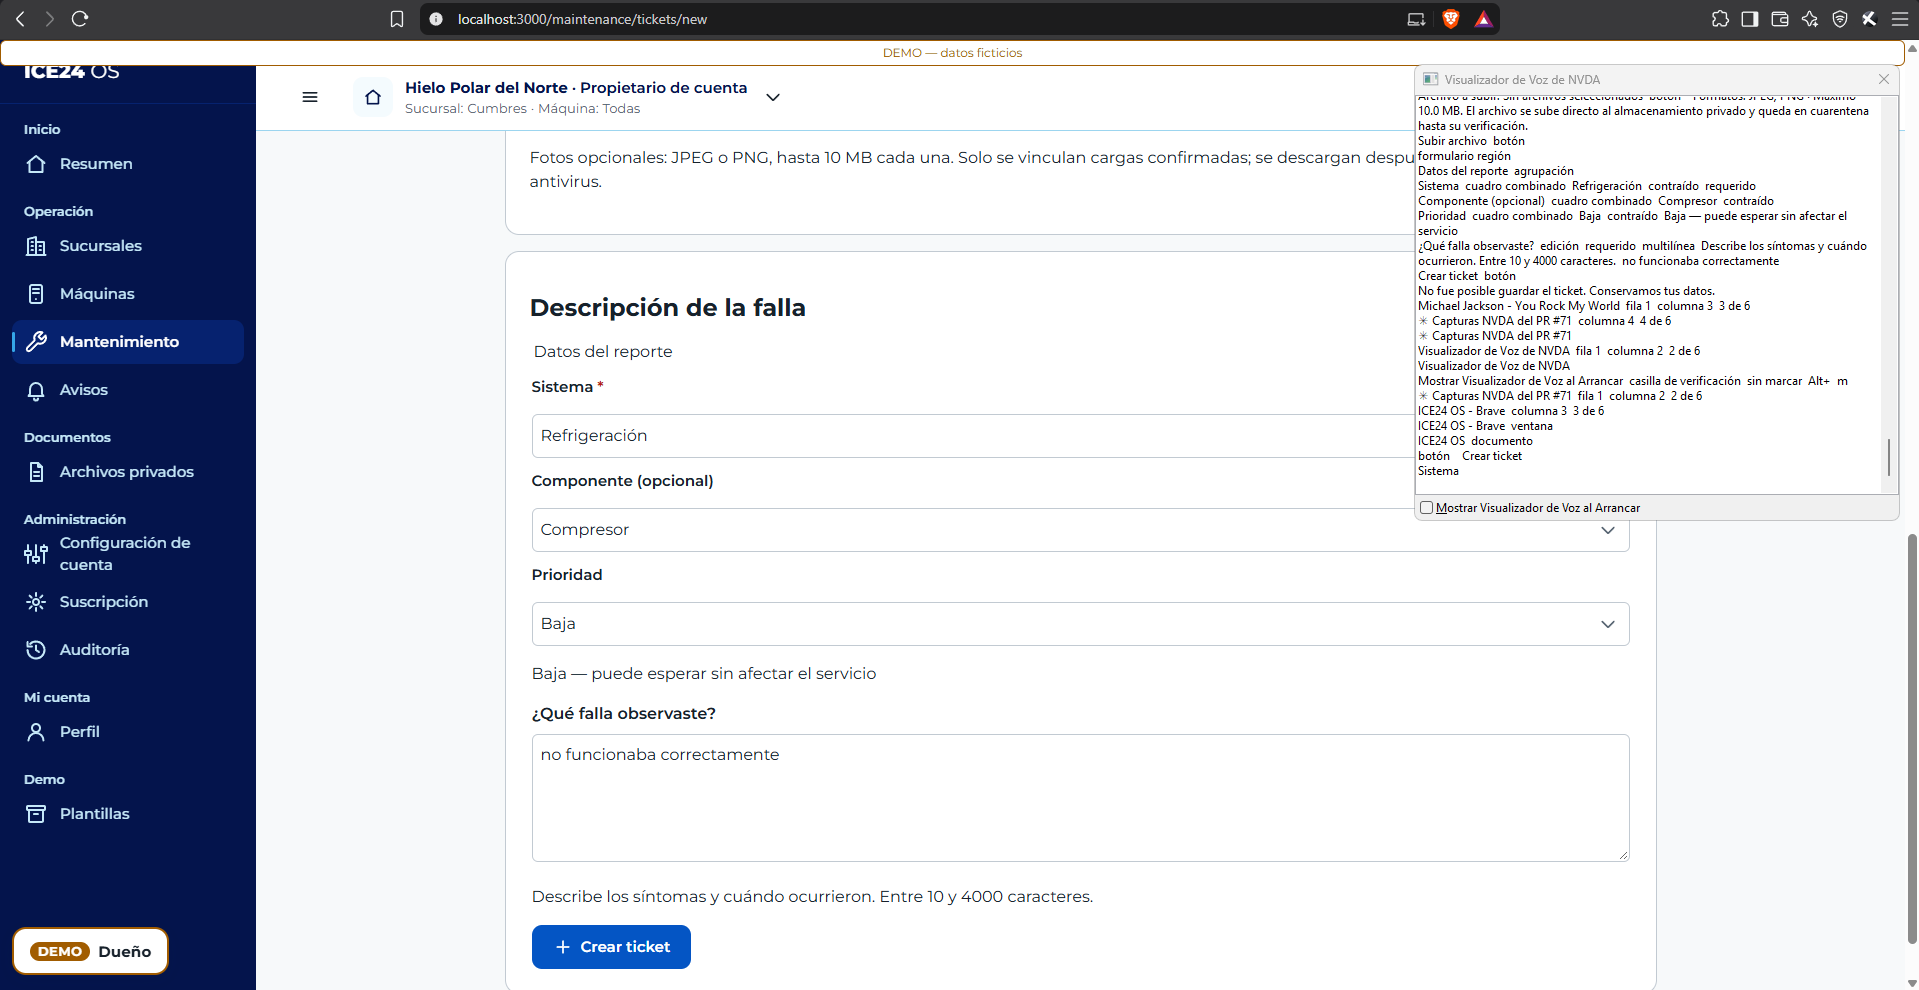 localhost:3000/maintenance/tickets/new
DEMO — datos ficticios
ICE24 OS
Inicio
Resumen
Operación
Sucursales
Máquinas
Mantenimiento
Avisos
Documentos
Archivos privados
Administración
Configuración de
cuenta
Suscripción
Auditoría
Mi cuenta
Perfil
Demo
Plantillas
DEMO Dueño
Hielo Polar del Norte · Propietario de cuenta
Sucursal: Cumbres · Máquina: Todas
Fotos opcionales: JPEG o PNG, hasta 10 MB cada una. Solo se vinculan cargas confirmadas; se descargan despu
antivirus.
Descripción de la falla
Datos del reporte
Sistema *
Refrigeración
Componente (opcional)
Compresor
Prioridad
Baja
Baja — puede esperar sin afectar el servicio
¿Qué falla observaste?
no funcionaba correctamente
Describe los síntomas y cuándo ocurrieron. Entre 10 y 4000 caracteres.
Crear ticket
Visualizador de Voz de NVDA
Archivo a subir: Sin archivos seleccionados botón Formatos: JPEG, PNG · Máximo
10.0 MB. El archivo se sube directo al almacenamiento privado y queda en cuarentena
hasta su verificación.
Subir archivo botón
formulario región
Datos del reporte agrupación
Sistema cuadro combinado Refrigeración contraído requerido
Componente (opcional) cuadro combinado Compresor contraído
Prioridad cuadro combinado Baja contraído Baja — puede esperar sin afectar el
servicio
¿Qué falla observaste? edición requerido multilínea Describe los síntomas y cuándo
ocurrieron. Entre 10 y 4000 caracteres. no funcionaba correctamente
Crear ticket botón
No fue posible guardar el ticket. Conservamos tus datos.
Michael Jackson - You Rock My World fila 1 columna 3 3 de 6
✳ Capturas NVDA del PR #71 columna 4 4 de 6
✳ Capturas NVDA del PR #71
Visualizador de Voz de NVDA fila 1 columna 2 2 de 6
Visualizador de Voz de NVDA
Mostrar Visualizador de Voz al Arrancar casilla de verificación sin marcar Alt+ m
✳ Capturas NVDA del PR #71 fila 1 columna 2 2 de 6
ICE24 OS - Brave columna 3 3 de 6
ICE24 OS - Brave ventana
ICE24 OS documento
botón Crear ticket
Sistema
Mostrar Visualizador de Voz al Arrancar